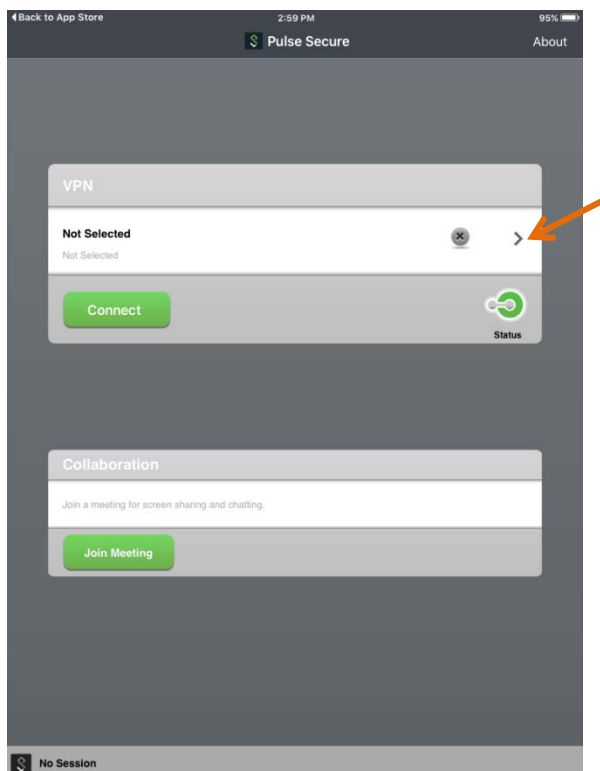 Back to App Store 2:59 PM 95%
Pulse Secure About
VPN
Not Selected
Not Selected
Connect
Status
Collaboration
Join a meeting for screen sharing and chatting.
Join Meeting
No Session